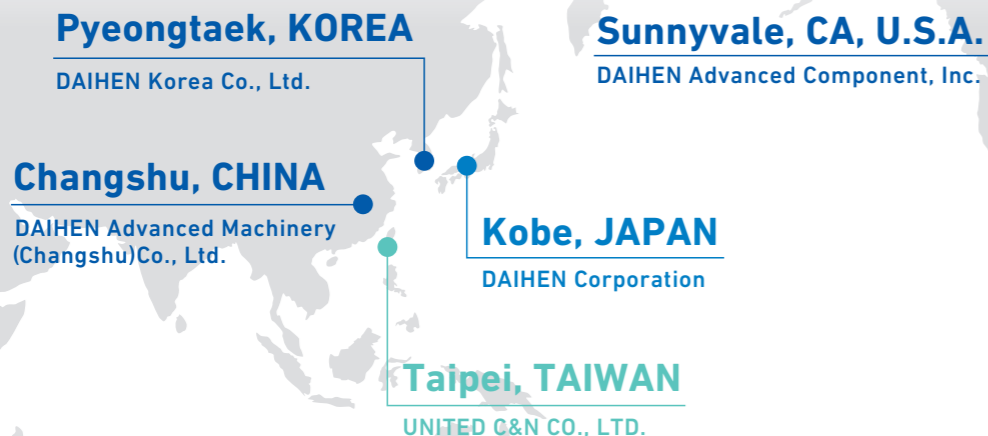 Pyeongtaek, KOREA
DAIHEN Korea Co., Ltd.
Sunnyvale, CA, U.S.A.
DAIHEN Advanced Component, Inc.
Changshu, CHINA
DAIHEN Advanced Machinery
(Changshu)Co., Ltd.
Kobe, JAPAN
DAIHEN Corporation
Taipei, TAIWAN
UNITED C&N CO., LTD.